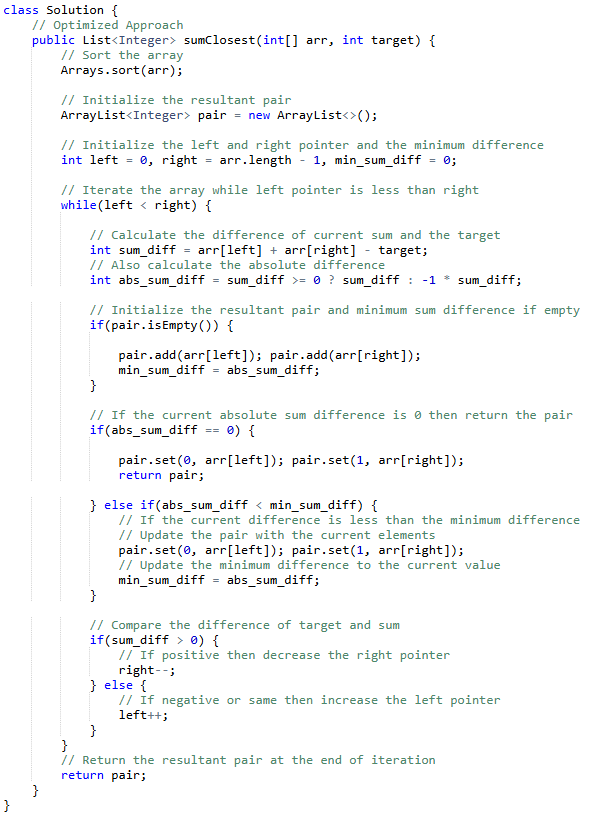 class Solution {
    // Optimized Approach
    public List<Integer> sumClosest(int[] arr, int target) {
        // Sort the array
        Arrays.sort(arr);

        // Initialize the resultant pair
        ArrayList<Integer> pair = new ArrayList<>();

        // Initialize the left and right pointer and the minimum difference
        int left = 0, right = arr.length - 1, min_sum_diff = 0;

        // Iterate the array while left pointer is less than right
        while(left < right) {

            // Calculate the difference of current sum and the target
            int sum_diff = arr[left] + arr[right] - target;
            // Also calculate the absolute difference
            int abs_sum_diff = sum_diff >= 0 ? sum_diff : -1 * sum_diff;

            // Initialize the resultant pair and minimum sum difference if empty
            if(pair.isEmpty()) {

                pair.add(arr[left]); pair.add(arr[right]);
                min_sum_diff = abs_sum_diff;
            }

            // If the current absolute sum difference is 0 then return the pair
            if(abs_sum_diff == 0) {

                pair.set(0, arr[left]); pair.set(1, arr[right]);
                return pair;

            } else if(abs_sum_diff < min_sum_diff) {
                // If the current difference is less than the minimum difference
                // Update the pair with the current elements
                pair.set(0, arr[left]); pair.set(1, arr[right]);
                // Update the minimum difference to the current value
                min_sum_diff = abs_sum_diff;
            }

            // Compare the difference of target and sum
            if(sum_diff > 0) {
                // If positive then decrease the right pointer
                right--;
            } else {
                // If negative or same then increase the left pointer
                left++;
            }
        }
        // Return the resultant pair at the end of iteration
        return pair;
    }
}